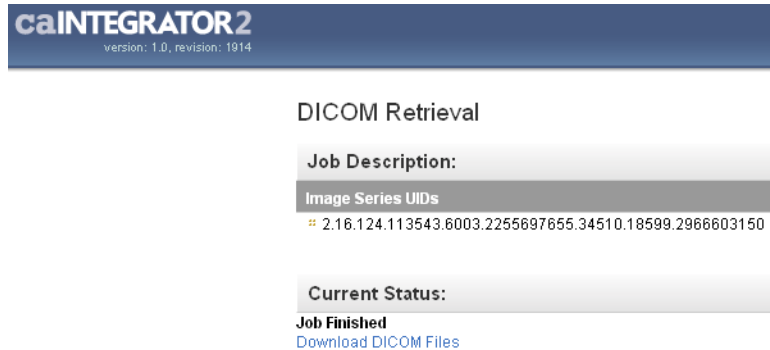 caINTEGRATOR2
version: 1.0, revision: 1914
DICOM Retrieval
Job Description:
Image Series UIDs
2.16.124.113543.6003.2255697655.34510.18599.2966603150
Current Status:
Job Finished
Download DICOM Files